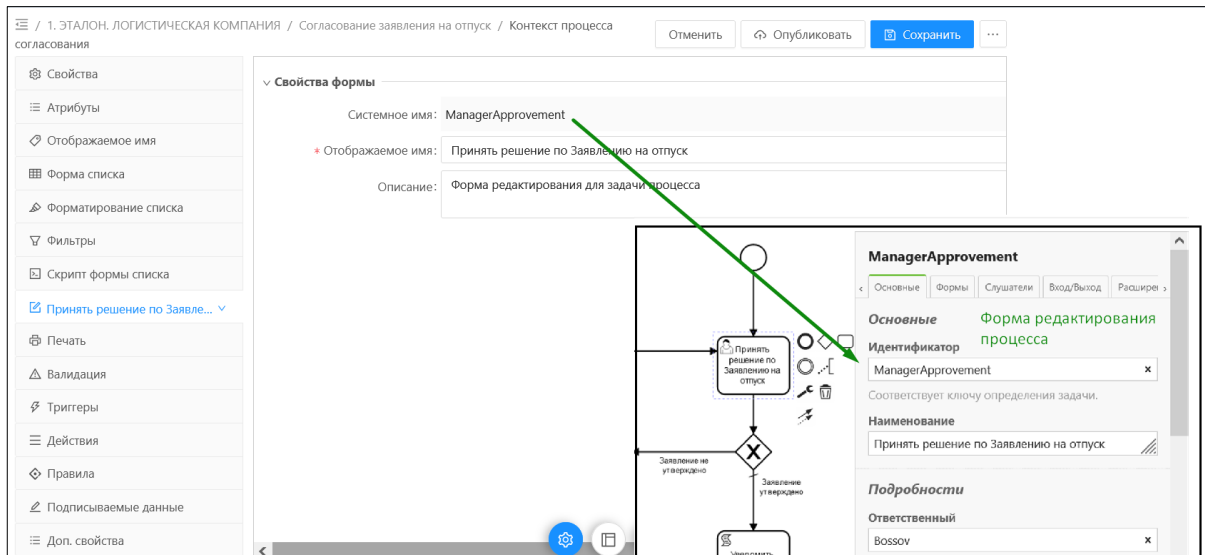 / 1. ЭТАЛОН. ЛОГИСТИЧЕСКАЯ КОМПАНИЯ / Согласование заявления на отпуск / Контекст процесса
согласования
Отменить
Опубликовать
Сохранить
Свойства
Атрибуты
Отображаемое имя
Форма списка
Форматирование списка
Фильтры
Скрипт формы списка
Принять решение по Заявле...
Печать
Валидация
Триггеры
Действия
Правила
Подписываемые данные
Доп. свойства
Свойства формы
Системное имя: ManagerApprovement
* Отображаемое имя: Принять решение по Заявлению на отпуск
Описание: Форма редактирования для задачи процесса
Принять
решение по
Заявлению на
отпуск
Заявление не
утверждено
Заявление
утверждено
Уведомить
ManagerApprovement
Основные Формы Слушатели Вход/Выход Расширен
Основные
Форма редактирования
процесса
Идентификатор
ManagerApprovement
Соответствует ключу определения задачи.
Наименование
Принять решение по Заявлению на отпуск
Подробности
Ответственный
Bossov